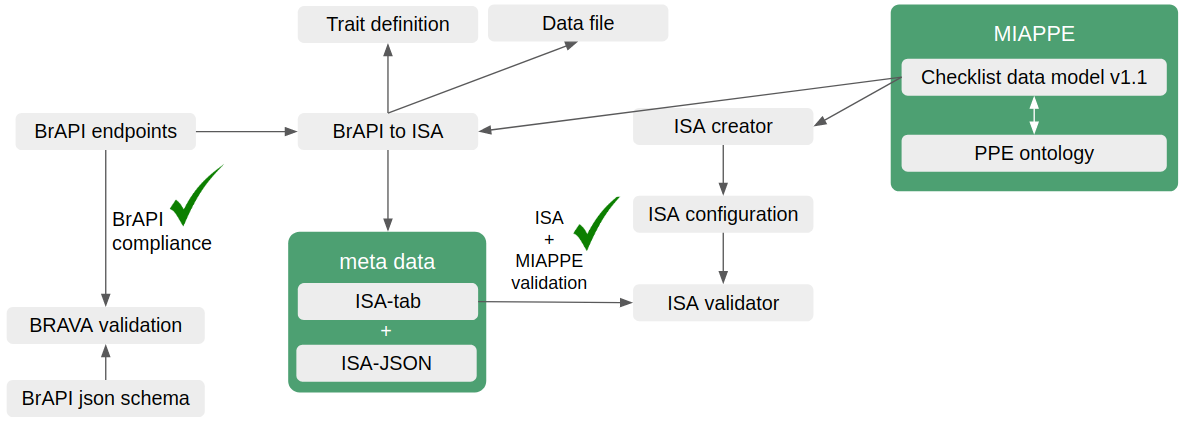 Trait definition
Data file
MIAPPE
Checklist data model v1.1
BrAPI endpoints
BrAPI to ISA
ISA creator
PPE ontology
BrAPI
compliance
ISA
+
MIAPPE
validation
ISA configuration
meta data
ISA-tab
+
ISA-JSON
ISA validator
BRAVA validation
BrAPI json schema